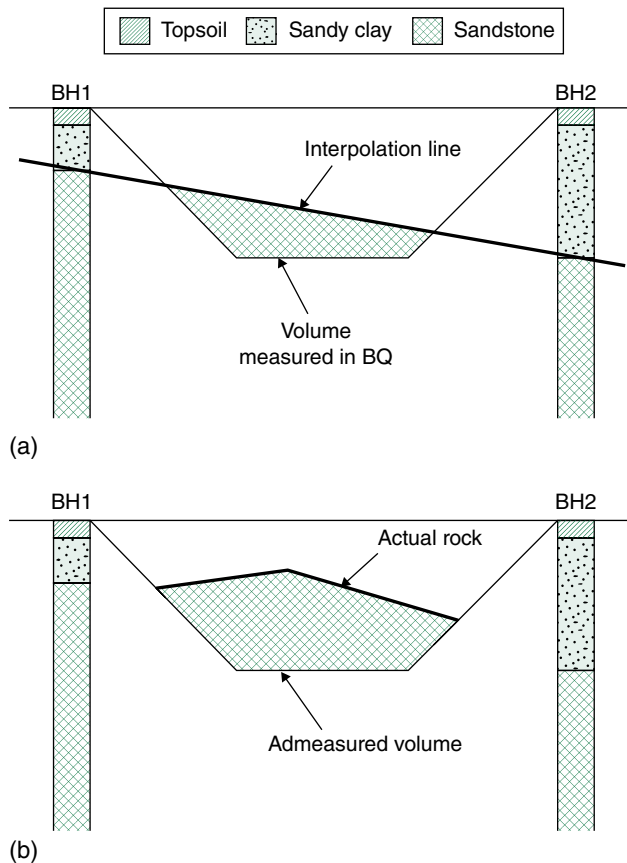 Topsoil Sandy clay Sandstone
BH1 BH2
Interpolation line
Volume
measured in BQ
(a)
BH1 BH2
Actual rock
Admeasured volume
(b)